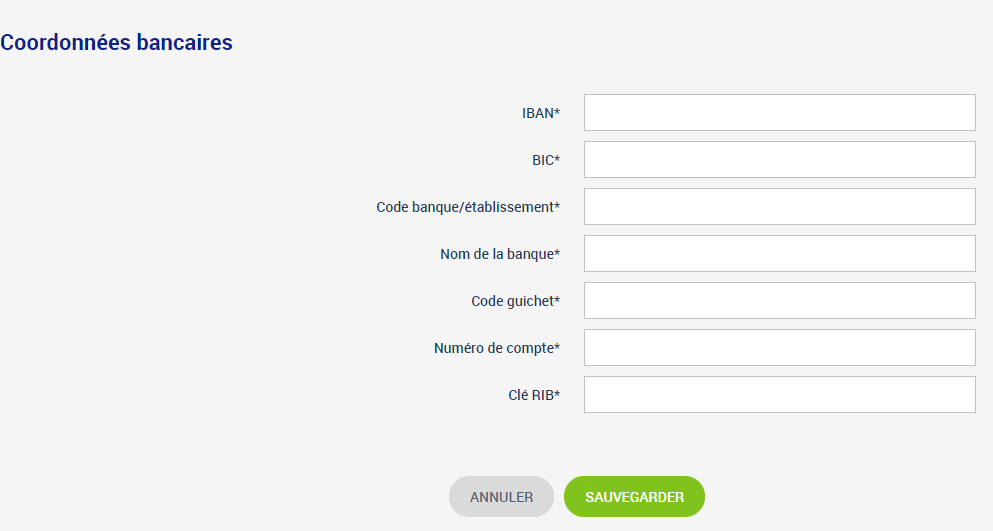 Coordonnées bancaires
IBAN*
BIC*
Code banque/établissement*
Nom de la banque*
Code guichet*
Numéro de compte*
Clé RIB*
ANNULER SAUVEGARDER